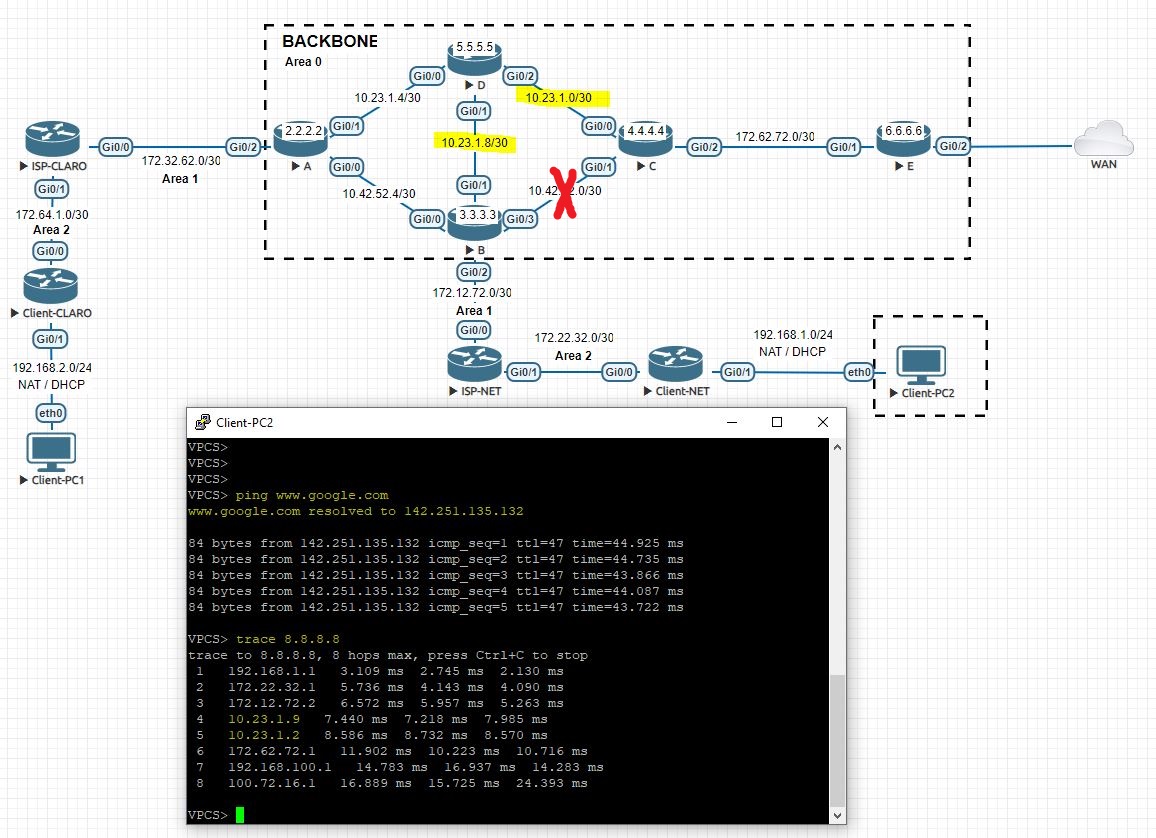 BACKBONE
Area 0
5.5.5.5
Gi0/0
Gi0/2
D
10.23.1.4/30
10.23.1.0/30
Gi0/1
Gi0/1
Gi0/0
2.2.2.2
10.23.1.8/30
4.4.4.4
172.62.72.0/30
6.6.6.6
ISP-CLARO
Gi0/0
Gi0/2
A
Gi0/2
C
Gi0/1
E
Gi0/2
WAN
172.32.62.0/30
Area 1
Gi0/0
Gi0/1
Gi0/1
Gi0/1
10.42.52.4/30
10.42. 2.0/30
172.64.1.0/30
Area 2
Gi0/0
3.3.3.3
Gi0/3
B
Gi0/0
Gi0/2
172.12.72.0/30
Area 1
Client-CLARO
Gi0/1
Gi0/0
172.22.32.0/30
Area 2
192.168.1.0/24
NAT / DHCP
192.168.2.0/24
NAT / DHCP
ISP-NET
Gi0/1
Gi0/0
Client-NET
Gi0/1
eth0
Client-PC2
eth0
Client-PC1
Client-PC2
VPCS>
VPCS>
VPCS>
VPCS> ping www.google.com
www.google.com resolved to 142.251.135.132
84 bytes from 142.251.135.132 icmp_seq=1 ttl=47 time=44.925 ms
84 bytes from 142.251.135.132 icmp_seq=2 ttl=47 time=44.735 ms
84 bytes from 142.251.135.132 icmp_seq=3 ttl=47 time=43.866 ms
84 bytes from 142.251.135.132 icmp_seq=4 ttl=47 time=44.087 ms
84 bytes from 142.251.135.132 icmp_seq=5 ttl=47 time=43.722 ms
VPCS> trace 8.8.8.8
trace to 8.8.8.8, 8 hops max, press Ctrl+C to stop
1 192.168.1.1 3.109 ms 2.745 ms 2.130 ms
2 172.22.32.1 5.736 ms 4.143 ms 4.090 ms
3 172.12.72.2 6.572 ms 5.957 ms 5.263 ms
4 10.23.1.9 7.440 ms 7.218 ms 7.985 ms
5 10.23.1.2 8.586 ms 8.732 ms 8.570 ms
6 172.62.72.1 11.902 ms 10.223 ms 10.716 ms
7 192.168.100.1 14.783 ms 16.937 ms 14.283 ms
8 100.72.16.1 16.889 ms 15.725 ms 24.393 ms
VPCS>